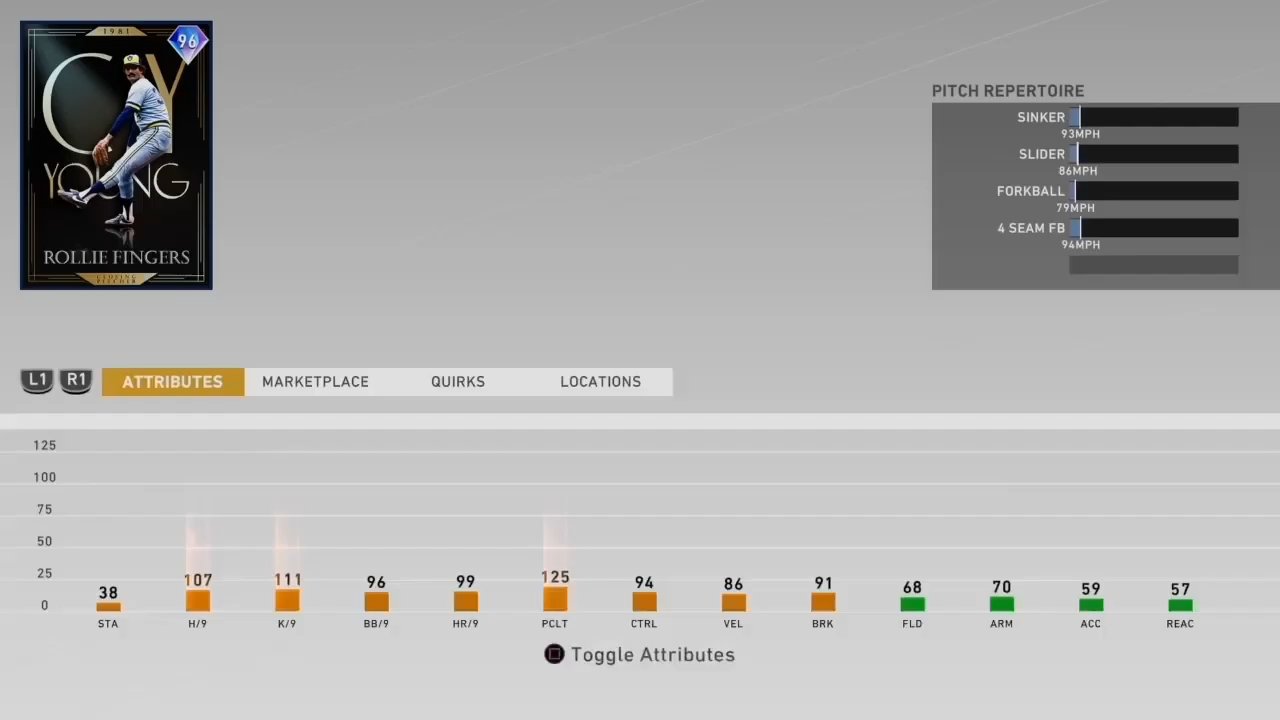 1981
96
CY
YOUNG
ROLLIE FINGERS
CLOSING
PITCHER
PITCH REPERTOIRE
SINKER
93MPH
SLIDER
86MPH
FORKBALL
79MPH
4 SEAM FB
94MPH
L1 R1 ATTRIBUTES MARKETPLACE QUIRKS LOCATIONS
125
100
75
50
25
0
38 107 111 96 99 125 94 86 91 68 70 59 57
STA H/9 K/9 BB/9 HR/9 PCLT CTRL VEL BRK FLD ARM ACC REAC
Toggle Attributes